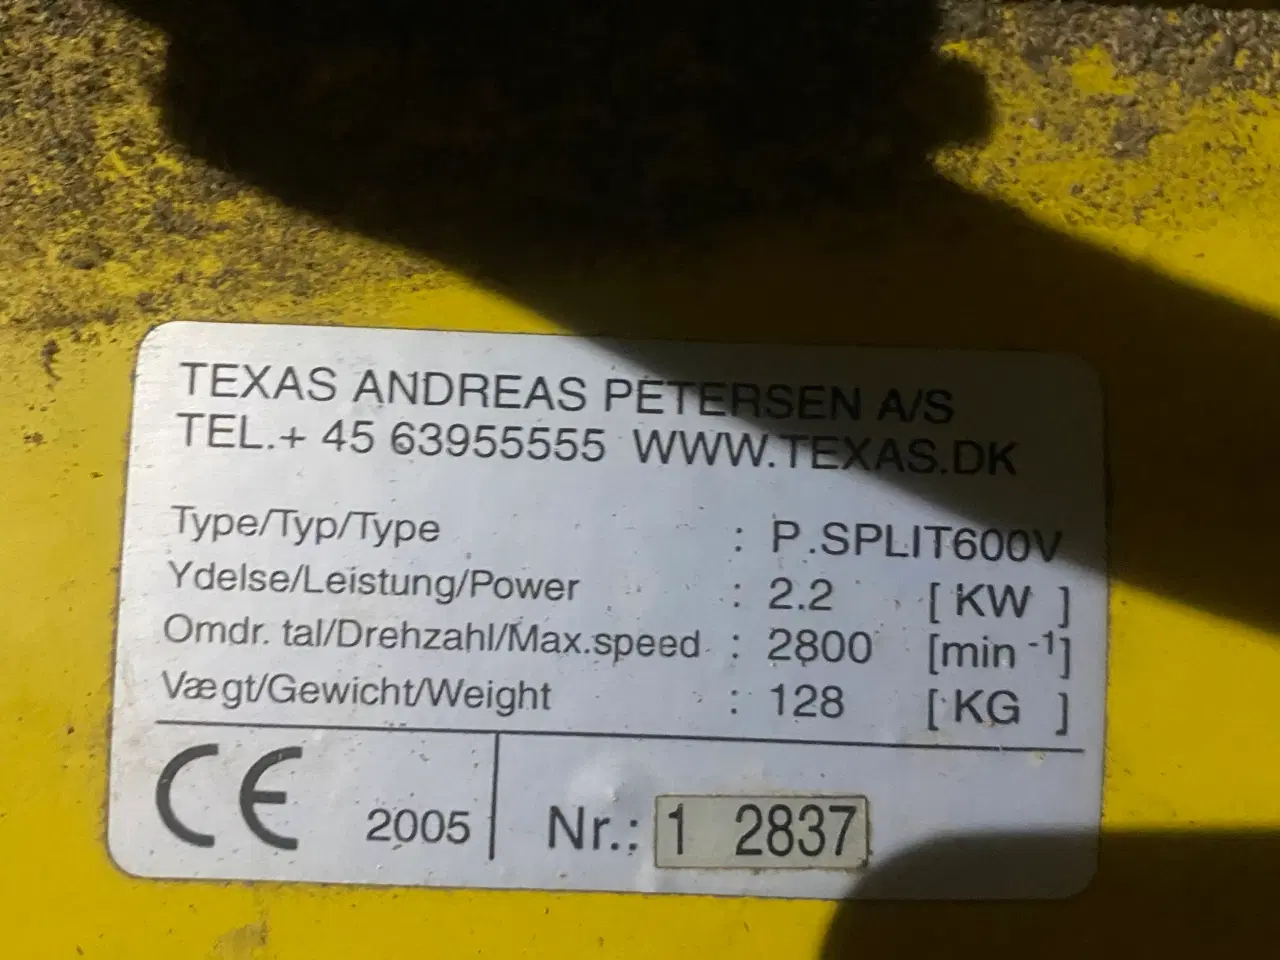 TEXAS ANDREAS PETERSEN A/S
TEL.+ 45 63955555 WWW.TEXAS.DK
Type/Typ/Type : P.SPLIT600V
Ydelse/Leistung/Power : 2.2 [ KW ]
Omdr. tal/Drehzahl/Max.speed : 2800 [min -1]
Vægt/Gewicht/Weight : 128 [ KG ]
CE 2005 Nr.: 1 2837